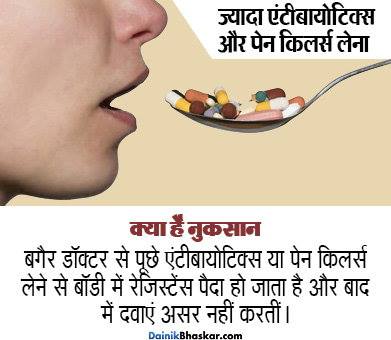 ज्यादा एंटीबायोटिक्स
और पेन किलर्स लेना
क्या हैं नुकसान
बगैर डॉक्टर से पूछे एंटीबायोटिक्स या पेन किलर्स
लेने से बॉडी में रेजिस्टेंस पैदा हो जाता है और बाद
में दवाएं असर नहीं करतीं।
DainikBhaskar.com